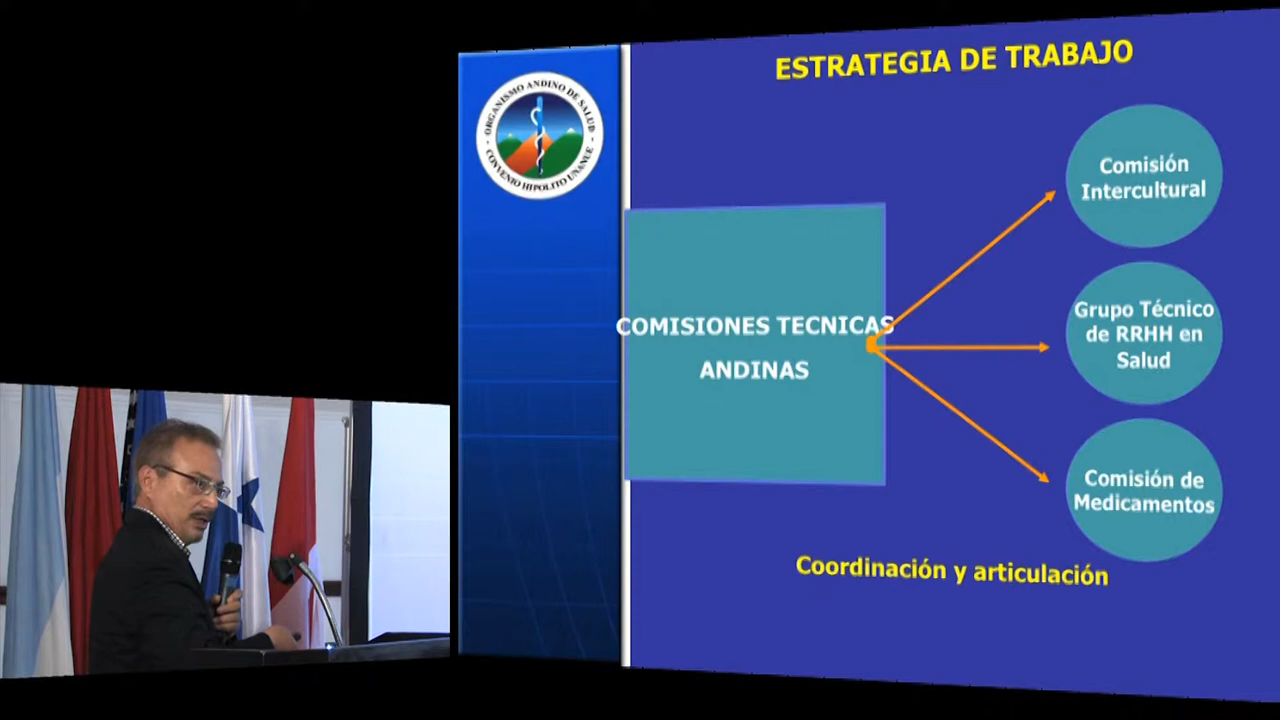 ESTRATEGIA DE TRABAJO
ORGANISMO ANDINO DE SALUD
CONVENIO HIPOLITO UNANUE
COMISIONES TECNICAS
ANDINAS
Comisión
Intercultural
Grupo Técnico
de RRHH en
Salud
Comisión de
Medicamentos
Coordinación y articulación